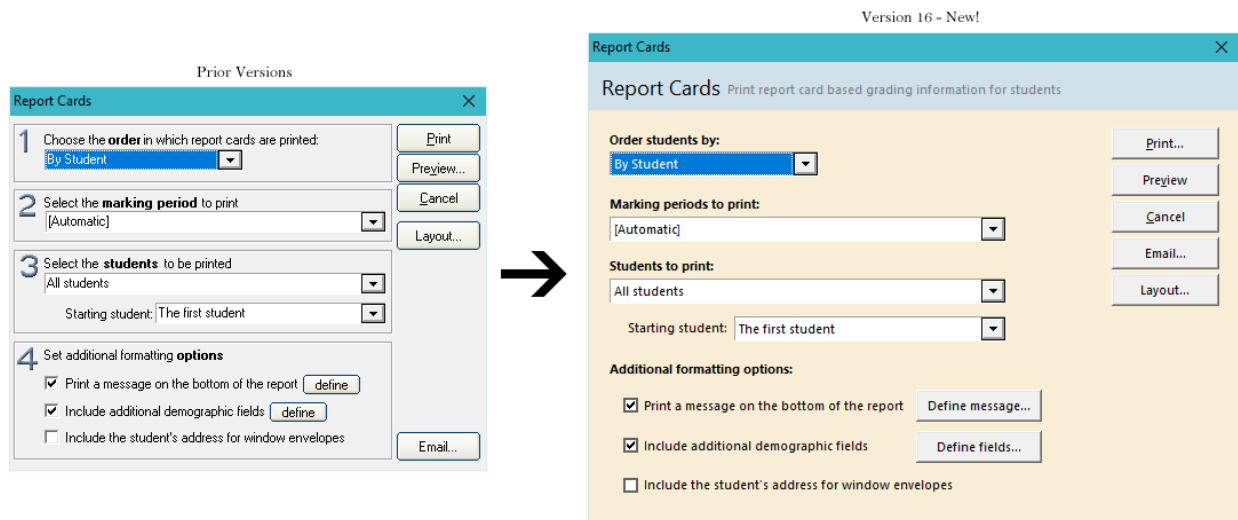 Prior Versions
Report Cards
1 Choose the order in which report cards are printed:
By Student
2 Select the marking period to print
[Automatic]
3 Select the students to be printed
All students
Starting student: The first student
4 Set additional formatting options
Print a message on the bottom of the report define
Include additional demographic fields define
Include the student's address for window envelopes
Print
Preview...
Cancel
Layout...
Email...
Version 16 - New!
Report Cards
Report Cards Print report card based grading information for students
Order students by:
By Student
Marking periods to print:
[Automatic]
Students to print:
All students
Starting student: The first student
Additional formatting options:
Print a message on the bottom of the report Define message...
Include additional demographic fields Define fields...
Include the student's address for window envelopes
Print...
Preview
Cancel
Email...
Layout...